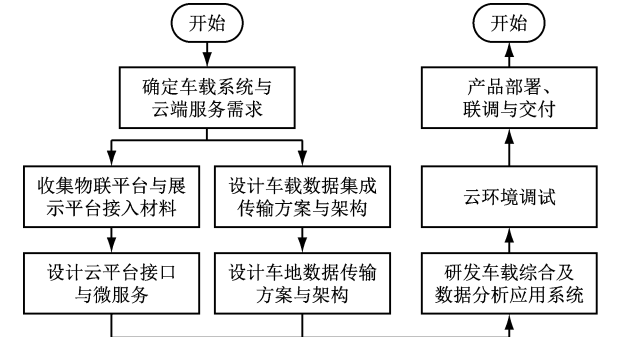 开始
确定车载系统与
云端服务需求
收集物联平台与展
示平台接入材料
设计云平台接口
与微服务
设计车载数据集成
传输方案与架构
设计车地数据传输
方案与架构
开始
产品部署、
联调与交付
云环境调试
研发车载综合及
数据分析应用系统